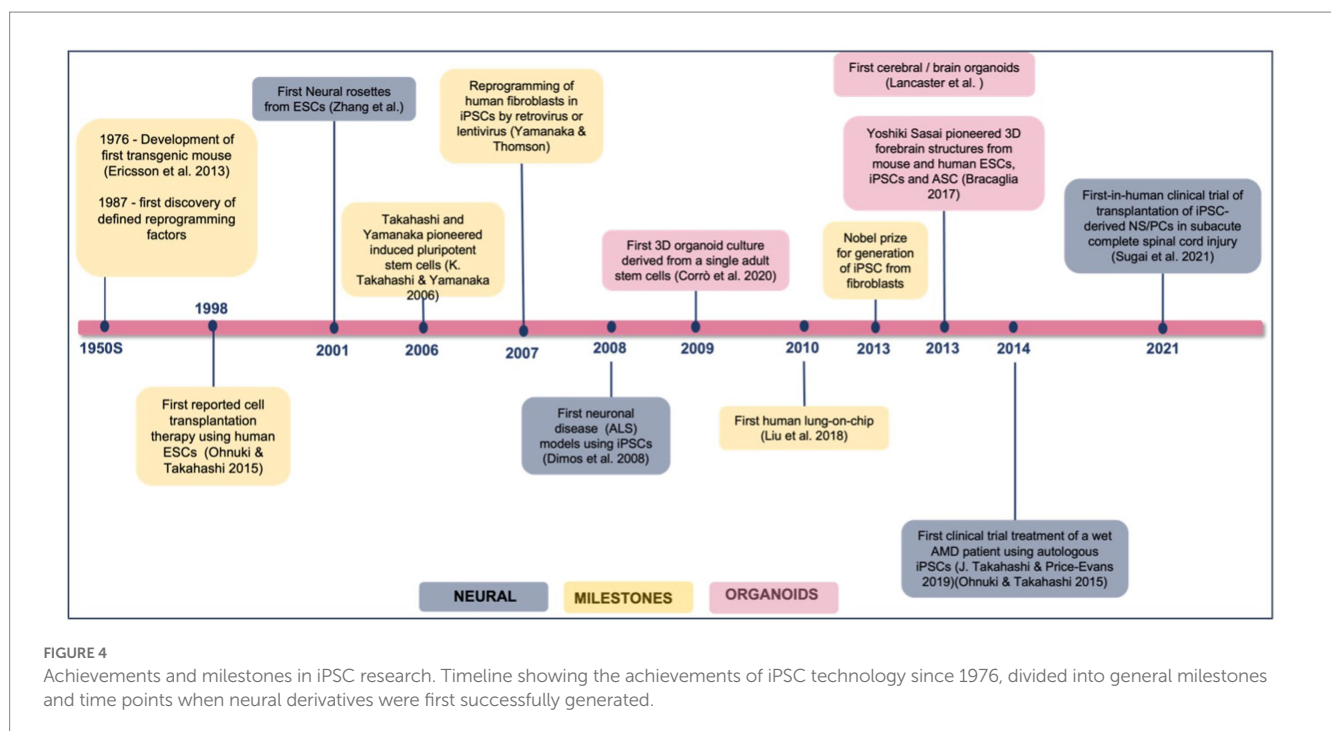 1976 - Development of
first transgenic mouse
(Ericsson et al. 2013)
1987 - first discovery of
defined reprogramming
factors
First Neural rosettes
from ESCs (Zhang et al.)
Takahashi and
Yamanaka pioneered
induced pluripotent
stem cells (K.
Takahashi & Yamanaka
2006)
Reprogramming of
human fibroblasts in
iPSCs by retrovirus or
lentivirus (Yamanaka &
Thomson)
First 3D organoid culture
derived from a single adult
stem cells (Corrò et al. 2020)
Nobel prize
for generation
of iPSC from
fibroblasts
First cerebral / brain organoids
(Lancaster et al. )
Yoshiki Sasai pioneered 3D
forebrain structures from
mouse and human ESCs,
iPSCs and ASC (Bracaglia
2017)
First-in-human clinical trial of
transplantation of iPSC-
derived NS/PCs in subacute
complete spinal cord injury
(Sugai et al. 2021)
1950S
1998
2001
2006
2007
2008
2009
2010
2013
2013
2014
2021
First reported cell
transplantation
therapy using human
ESCs (Ohnuki &
Takahashi 2015)
First neuronal
disease (ALS)
models using iPSCs
(Dimos et al. 2008)
First human lung-on-chip
(Liu et al. 2018)
First clinical trial treatment of a wet
AMD patient using autologous
iPSCs (J. Takahashi & Price-Evans
2019)(Ohnuki & Takahashi 2015)
NEURAL
MILESTONES
ORGANOIDS
FIGURE 4
Achievements and milestones in iPSC research. Timeline showing the achievements of iPSC technology since 1976, divided into general milestones
and time points when neural derivatives were first successfully generated.